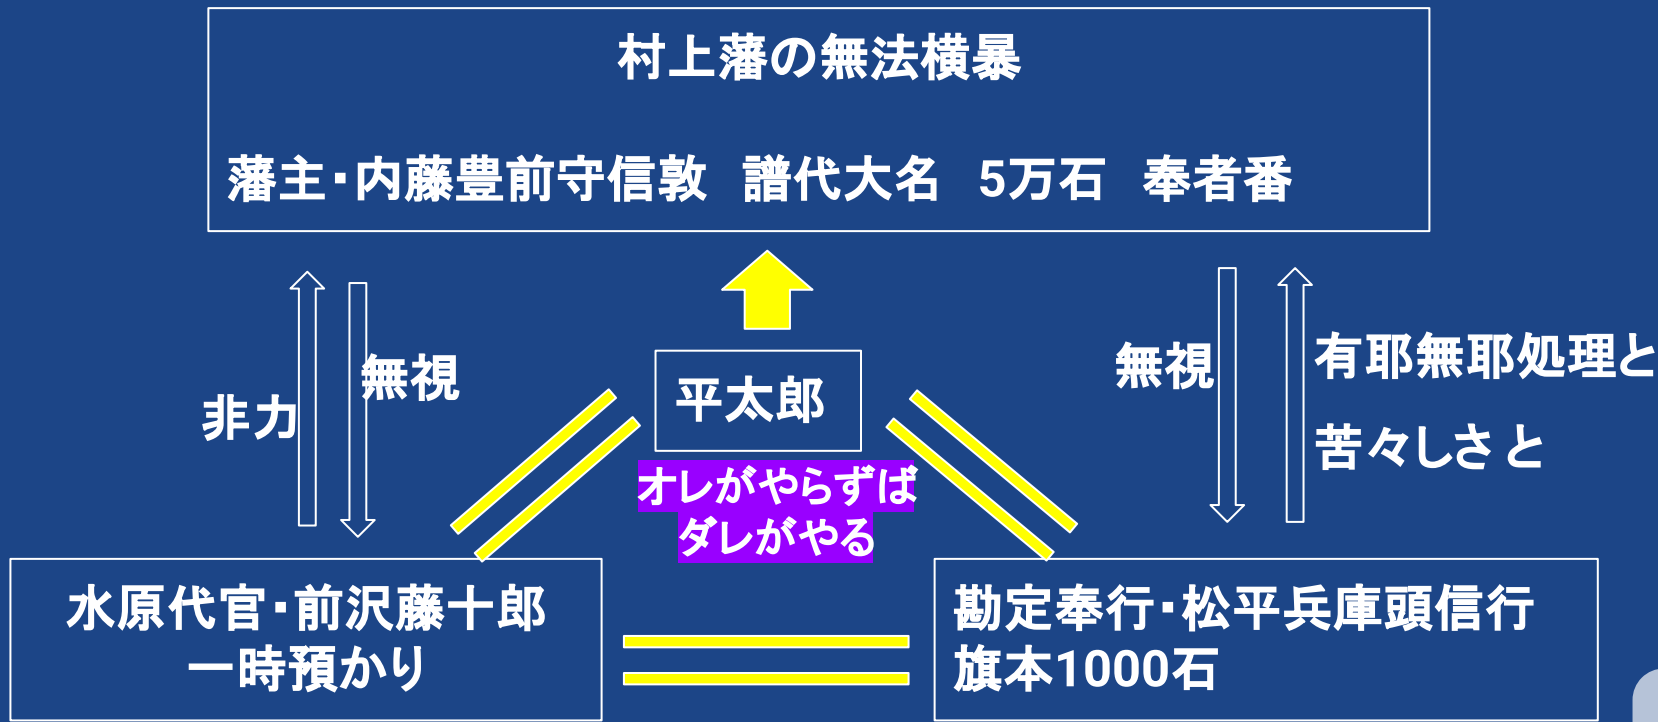 村上藩の無法横暴
藩主・内藤豊前守信敦　譜代大名　5万石　奉者番
非力
無視
平太郎
オレがやらずば
ダレがやる
無視
有耶無耶処理と
苦々しさと
水原代官・前沢藤十郎
一時預かり
勘定奉行・松平兵庫頭信行
旗本1000石